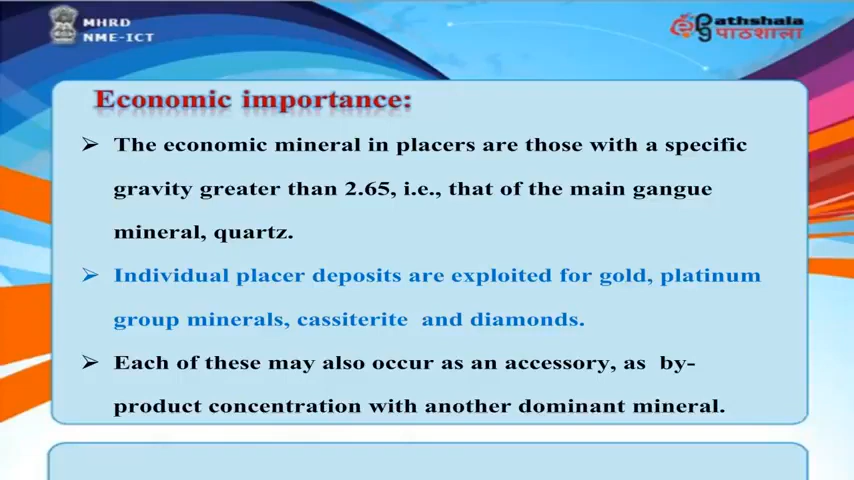 MHRD
NME-ICT
Pathshala
पाठशाला
Economic importance:
The economic mineral in placers are those with a specific
gravity greater than 2.65, i.e., that of the main gangue
mineral, quartz.
Individual placer deposits are exploited for gold, platinum
group minerals, cassiterite and diamonds.
Each of these may also occur as an accessory, as by-
product concentration with another dominant mineral.